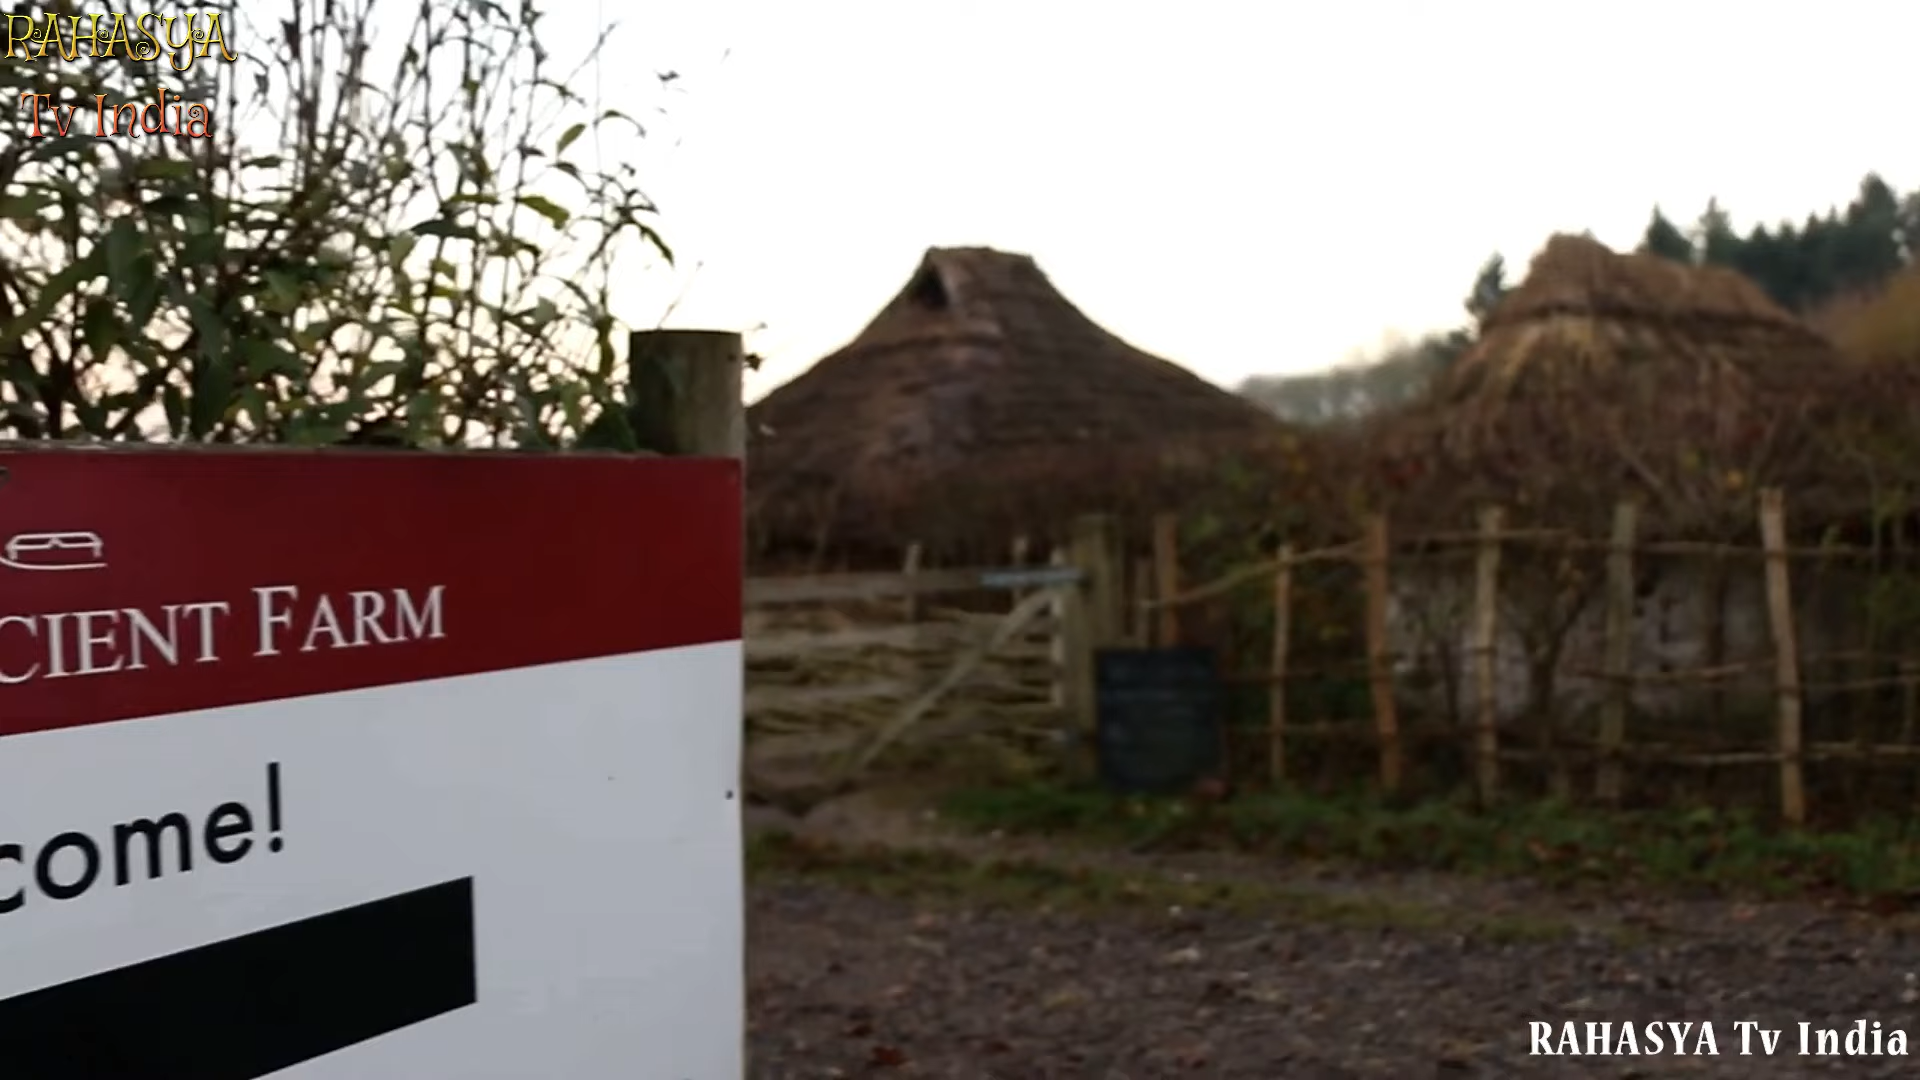 RAHASYA
Tv India
CIENT FARM
come!
RAHASYA Tv India